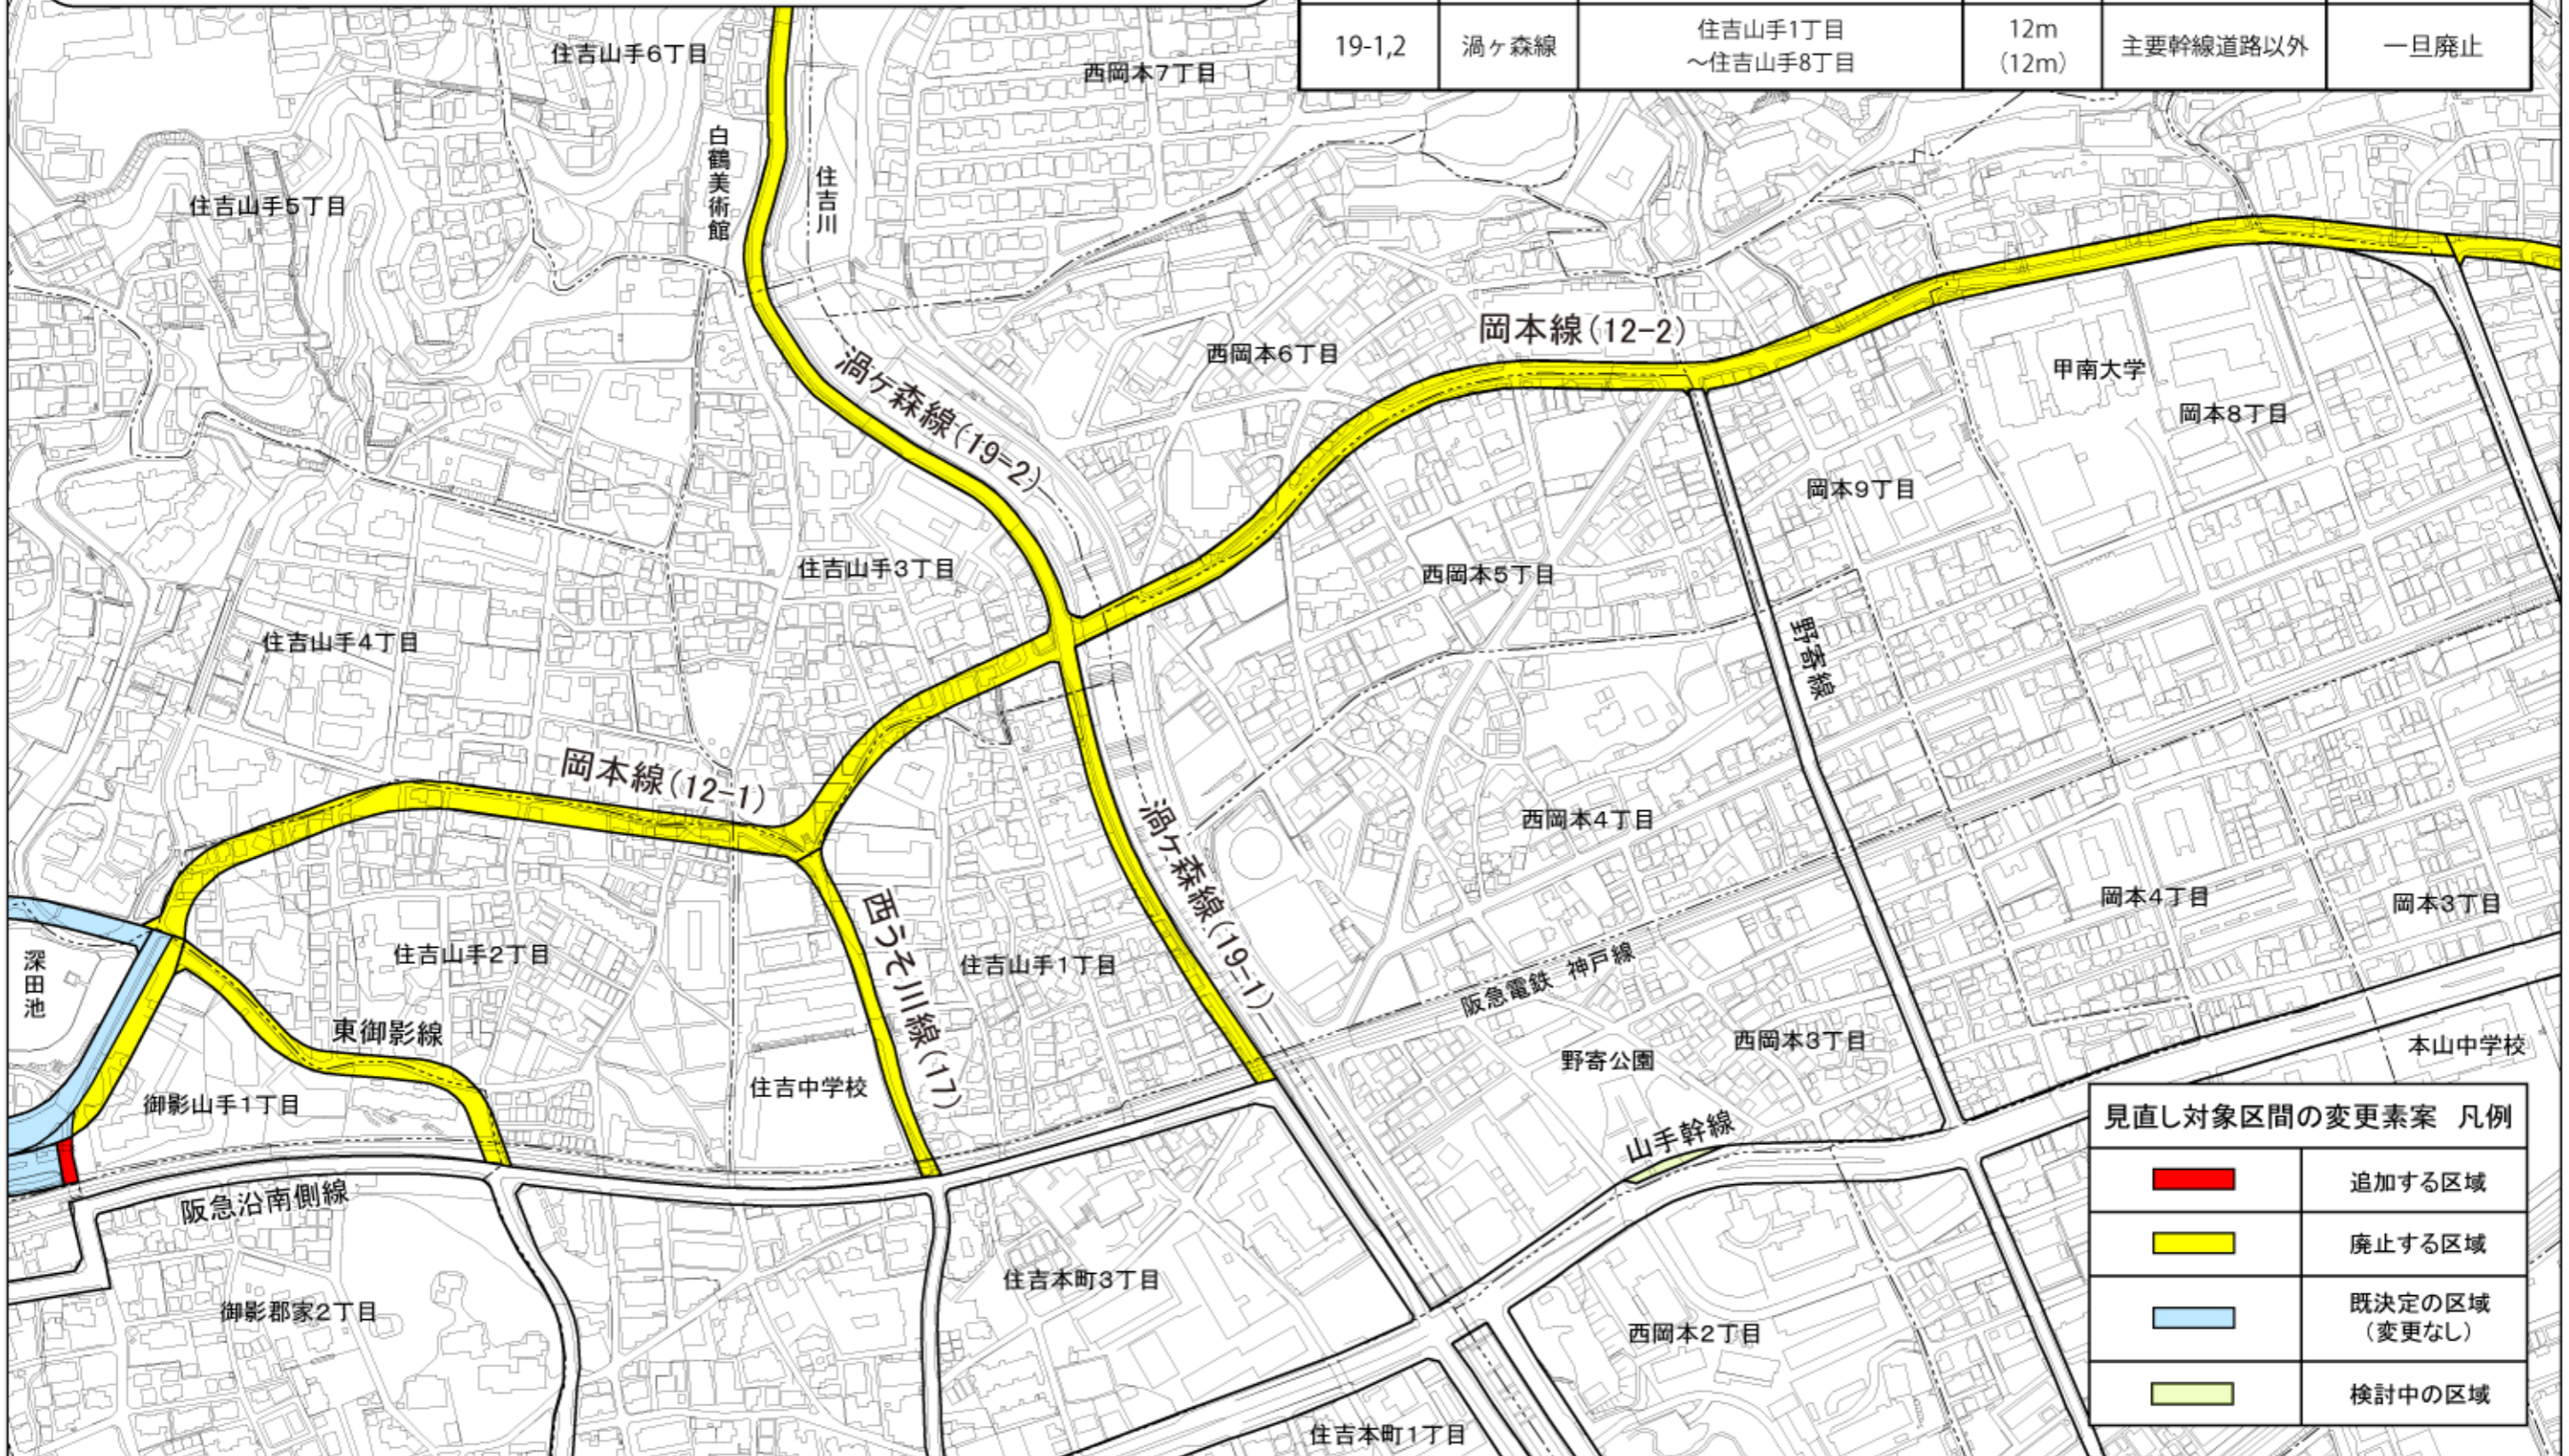 19-1,2
渦ヶ森線
住吉山手1丁目
～住吉山手8丁目
12m
（12m）
主要幹線道路以外
一旦廃止
住吉山手6丁目
西岡本7丁目
白鶴美術館
住吉川
住吉山手5丁目
岡本線(12-2)
西岡本6丁目
渦ヶ森線(19-2)
甲南大学
岡本8丁目
岡本9丁目
住吉山手3丁目
西岡本5丁目
住吉山手4丁目
野寄線
岡本線(12-1)
渦ヶ森線(19-1)
西岡本4丁目
岡本4丁目
岡本3丁目
西うそ川線(17)
深田池
住吉山手2丁目
住吉山手1丁目
阪急電鉄 神戸線
東御影線
西岡本3丁目
本山中学校
野寄公園
住吉中学校
御影山手1丁目
山手幹線
阪急沿南側線
住吉本町3丁目
御影郡家2丁目
西岡本2丁目
住吉本町1丁目
見直し対象区間の変更素案 凡例
追加する区域
廃止する区域
既決定の区域
（変更なし）
検討中の区域